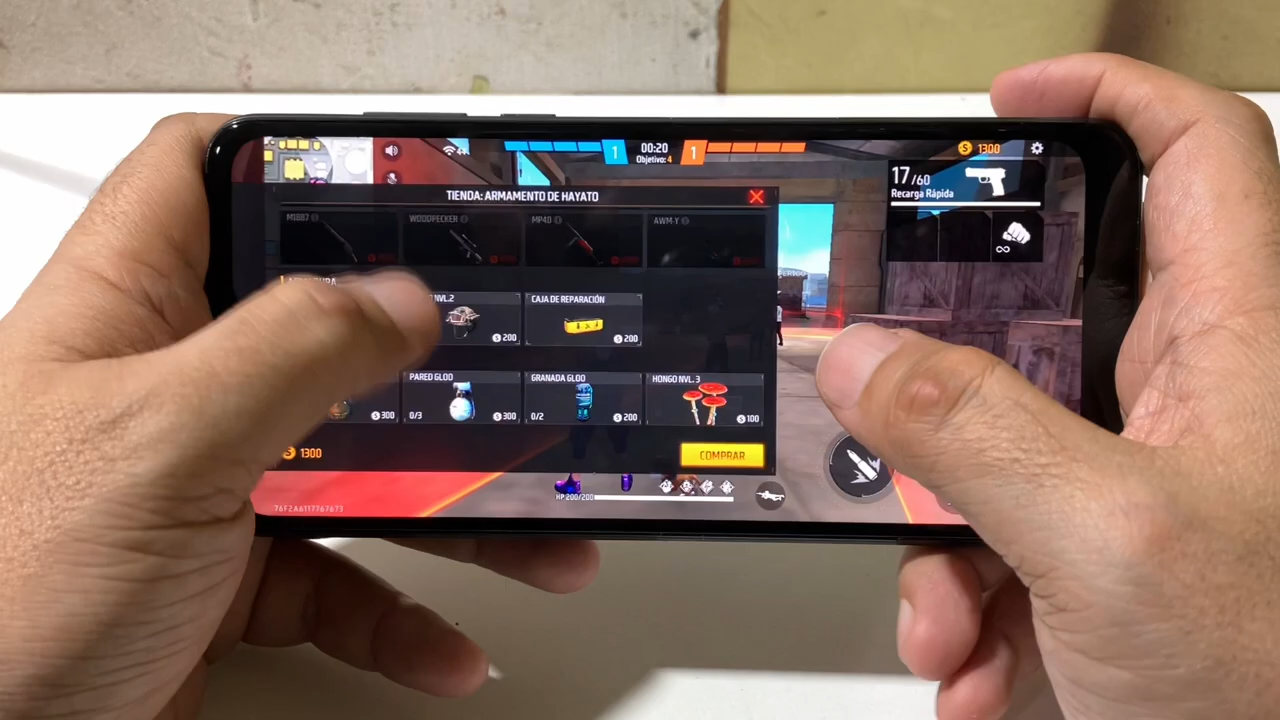 1 00:20 1
Objetivo: 4
1300
17/60
Recarga Rápida
TIENDA: ARMAMENTO DE HAYATO
M1887 WOODPECKER MP40 AWM-Y
NVL.2 CAJA DE REPARACIÓN
200 200
PARED GLOO GRANADA GLOO HONGO NVL. 3
300 0/3 300 0/2 200 100
1300 COMPRAR
HP 200/200
76F2A6117767673